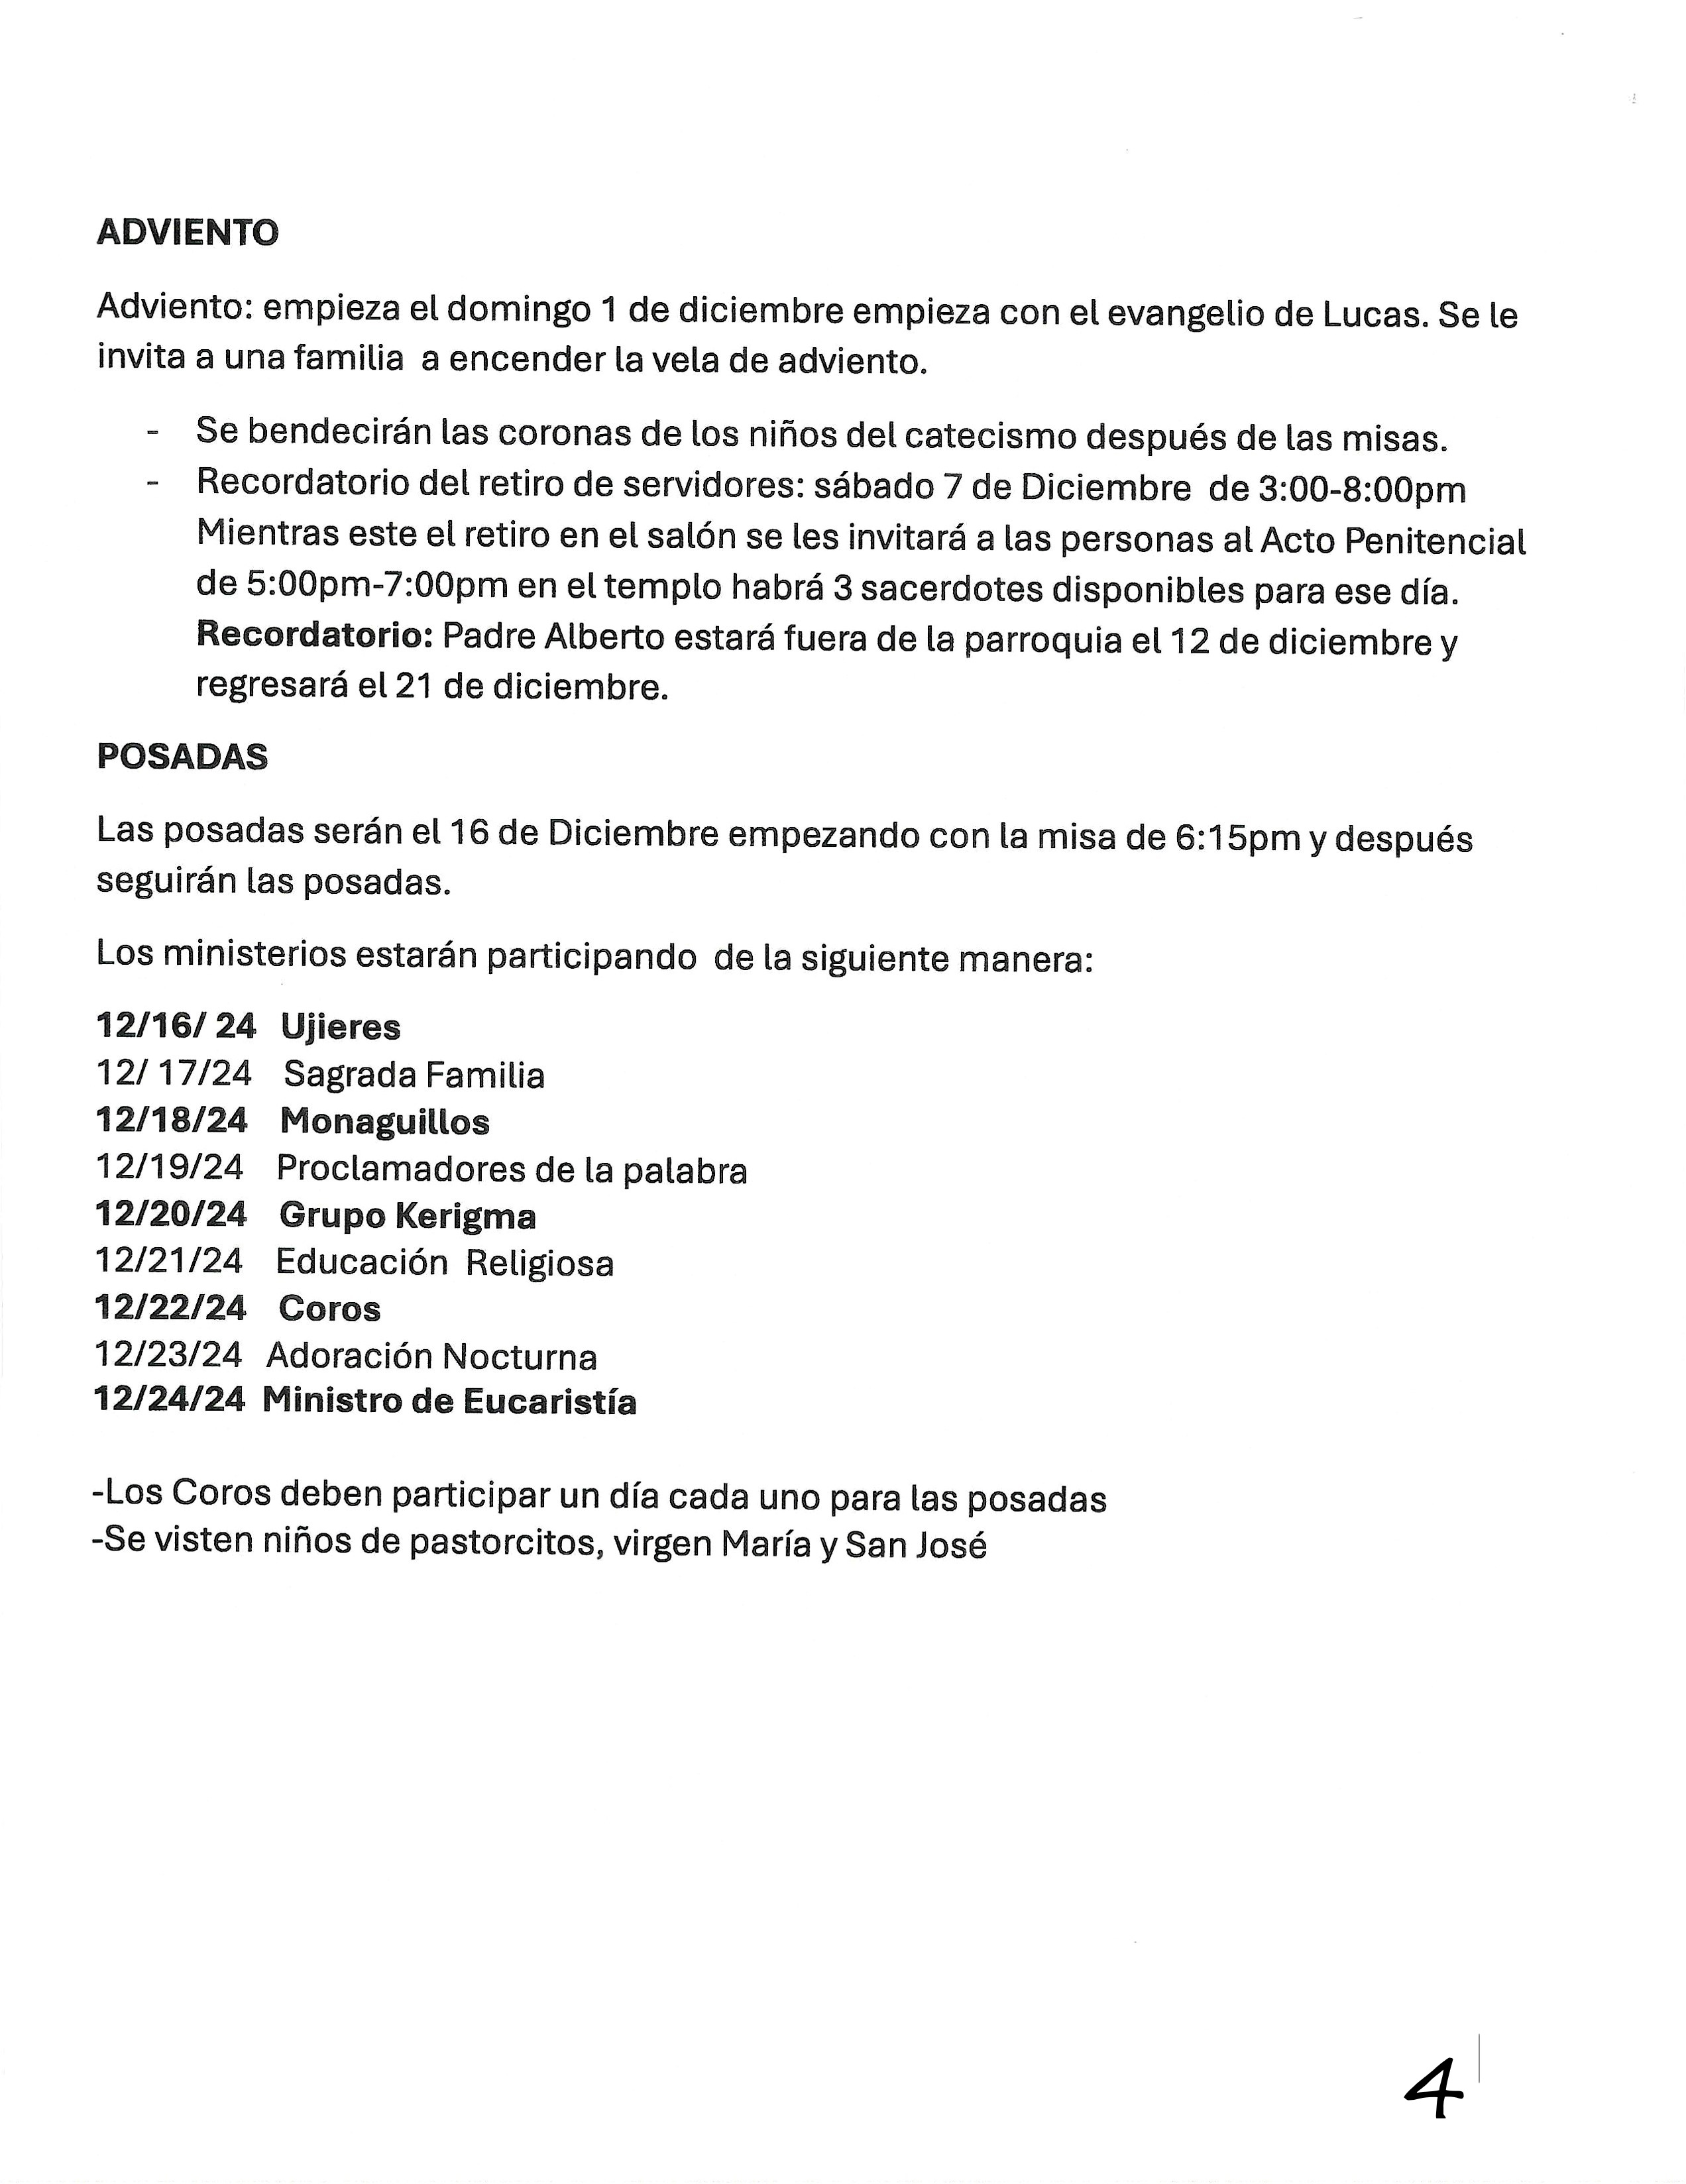 ADVIENTO
Adviento: empieza el domingo 1 de diciembre empieza con el evangelio de Lucas. Se le
invita a una familia a encender la vela de adviento.
- Se bendecirán las coronas de los niños del catecismo después de las misas.
- Recordatorio del retiro de servidores: sábado 7 de Diciembre de 3:00-8:00pm
Mientras este el retiro en el salón se les invitará a las personas al Acto Penitencial
de 5:00pm-7:00pm en el templo habrá 3 sacerdotes disponibles para ese día.
Recordatorio: Padre Alberto estará fuera de la parroquia el 12 de diciembre y
regresará el 21 de diciembre.
POSADAS
Las posadas serán el 16 de Diciembre empezando con la misa de 6:15pm y después
seguirán las posadas.
Los ministerios estarán participando de la siguiente manera:
12/16/ 24 Ujieres
12/ 17/24 Sagrada Familia
12/18/24 Monaguillos
12/19/24 Proclamadores de la palabra
12/20/24 Grupo Kerigma
12/21/24 Educación Religiosa
12/22/24 Coros
12/23/24 Adoración Nocturna
12/24/24 Ministro de Eucaristía
-Los Coros deben participar un día cada uno para las posadas
-Se visten niños de pastorcitos, virgen María y San José
4